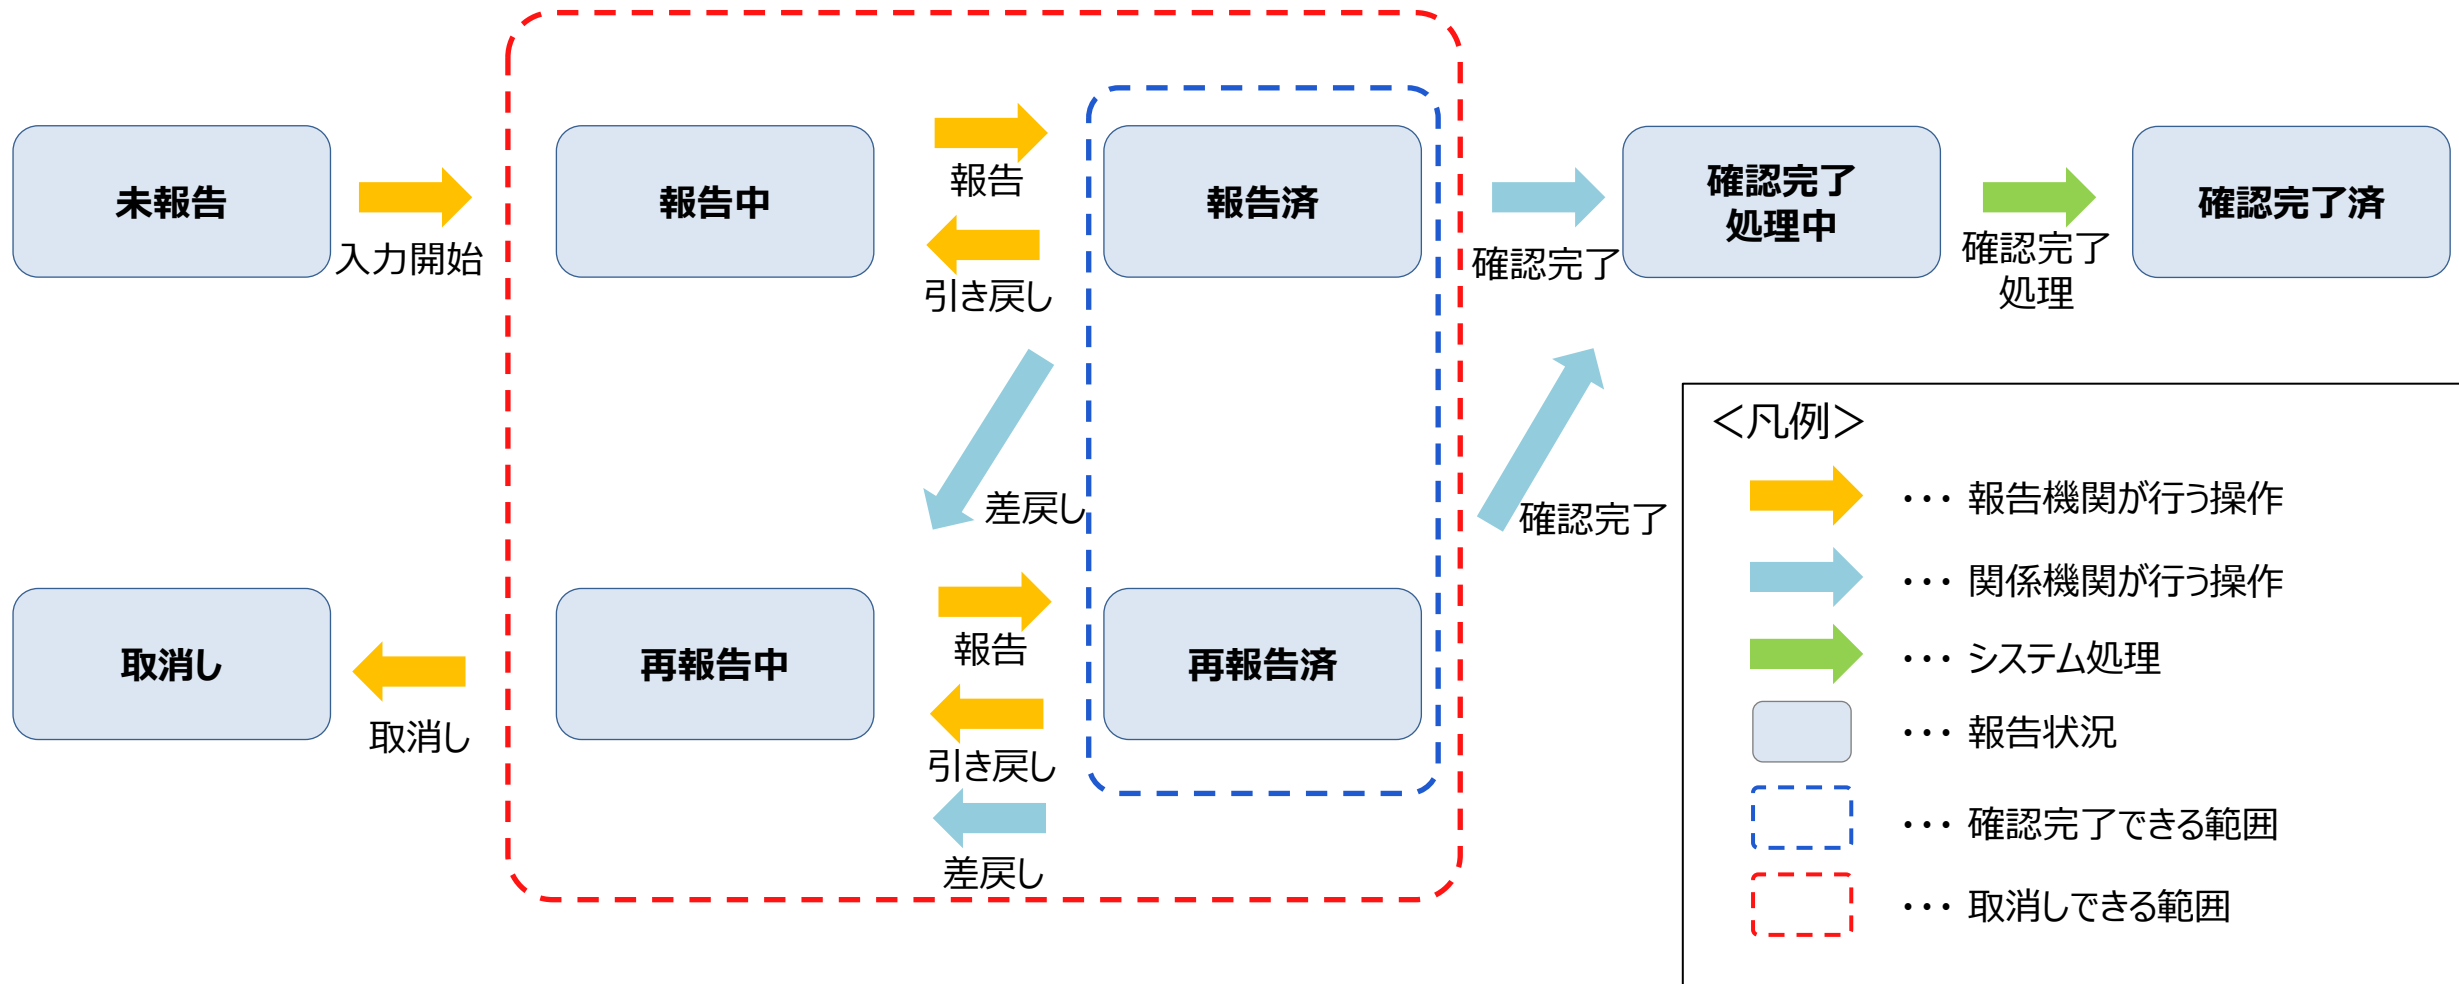 未報告
入力開始
報告中
報告
引き戻し
報告済
確認完了
確認完了
処理中
確認完了
処理
確認完了済
差戻し
確認完了
取消し
取消し
再報告中
報告
引き戻し
差戻し
再報告済
＜凡例＞
・・・ 報告機関が行う操作
・・・ 関係機関が行う操作
・・・ システム処理
・・・ 報告状況
・・・ 確認完了できる範囲
・・・ 取消しできる範囲